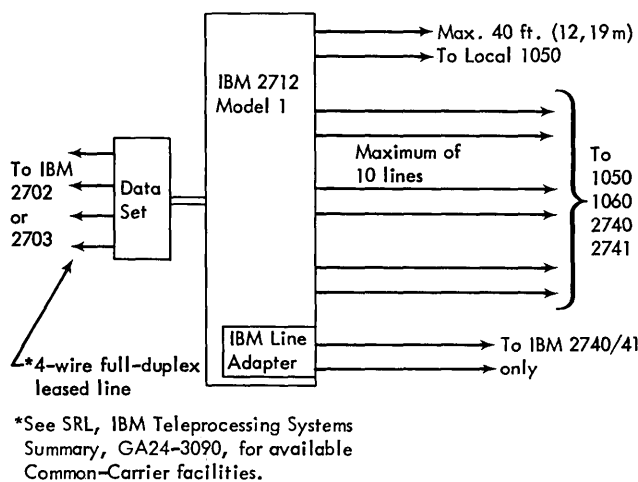 IBM 2712
Model 1
Max. 40 ft. (12,19m)
To Local 1050
Maximum of
10 lines
To
1050
1060
2740
2741
To IBM
2702
or
2703
Data
Set
IBM Line
Adapter
To IBM 2740/41
only
*4-wire full-duplex
leased line
*See SRL, IBM Teleprocessing Systems
Summary, GA24-3090, for available
Common-Carrier facilities.